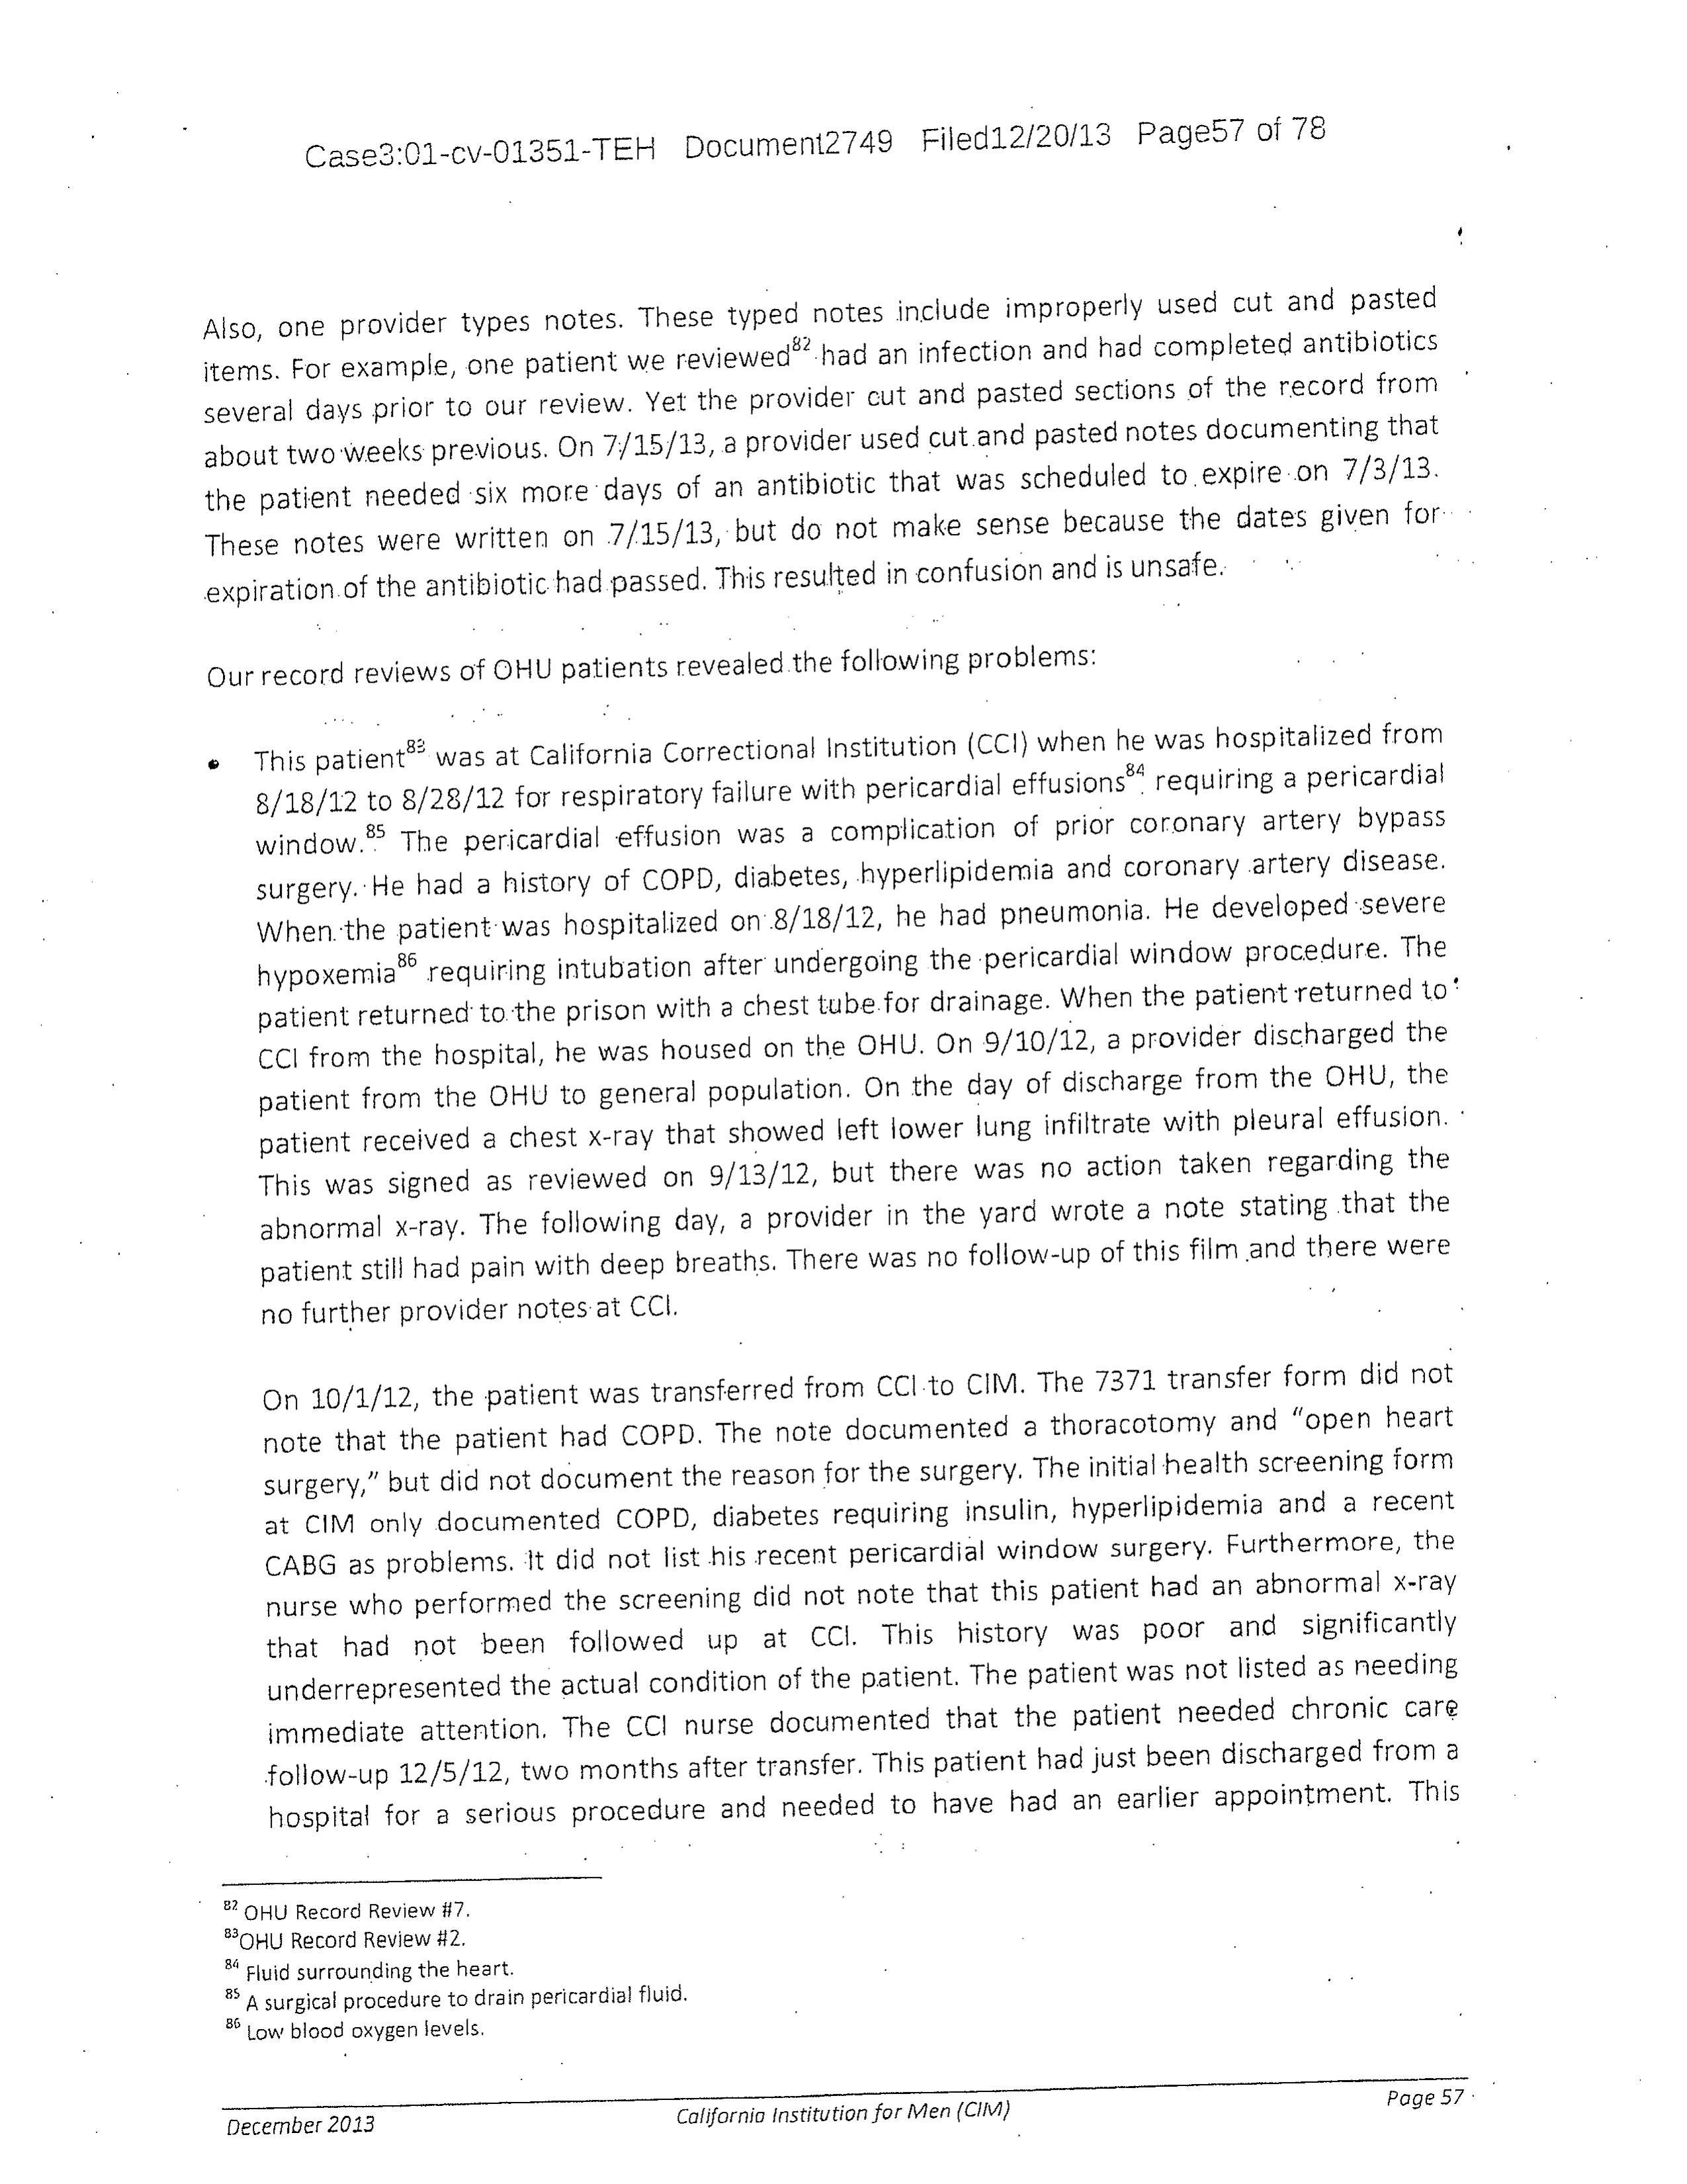 Case3:01-cv-01351-TEH Document2749 Filed12/20/13 Page57 of 78
Also, one provider types notes. These typed notes include improperly used cut and pasted
items. For example, one patient we reviewed82 had an infection and had completed antibiotics
several days prior to our review. Yet the provider cut and pasted sections of the record from
about two weeks previous. On 7/15/13, a provider used cut and pasted notes documenting that
the patient needed six more days of an antibiotic that was scheduled to expire on 7/3/13.
These notes were written on 7/15/13, but do not make sense because the dates given for
expiration of the antibiotic had passed. This resulted in confusion and is unsafe.
Our record reviews of OHU patients revealed the following problems:
• This patient83 was at California Correctional Institution (CCI) when he was hospitalized from
8/18/12 to 8/28/12 for respiratory failure with pericardial effusions84 requiring a pericardial
window.85 The pericardial effusion was a complication of prior coronary artery bypass
surgery. He had a history of COPD, diabetes, hyperlipidemia and coronary artery disease.
When the patient was hospitalized on 8/18/12, he had pneumonia. He developed severe
hypoxemia86 requiring intubation after undergoing the pericardial window procedure. The
patient returned to the prison with a chest tube for drainage. When the patient returned to
CCI from the hospital, he was housed on the OHU. On 9/10/12, a provider discharged the
patient from the OHU to general population. On the day of discharge from the OHU, the
patient received a chest x-ray that showed left lower lung infiltrate with pleural effusion.
This was signed as reviewed on 9/13/12, but there was no action taken regarding the
abnormal x-ray. The following day, a provider in the yard wrote a note stating that the
patient still had pain with deep breaths. There was no follow-up of this film and there were
no further provider notes at CCI.
On 10/1/12, the patient was transferred from CCI to CIM. The 7371 transfer form did not
note that the patient had COPD. The note documented a thoracotomy and “open heart
surgery,” but did not document the reason for the surgery. The initial health screening form
at CIM only documented COPD, diabetes requiring insulin, hyperlipidemia and a recent
CABG as problems. It did not list his recent pericardial window surgery. Furthermore, the
nurse who performed the screening did not note that this patient had an abnormal x-ray
that had not been followed up at CCI. This history was poor and significantly
underrepresented the actual condition of the patient. The patient was not listed as needing
immediate attention. The CCI nurse documented that the patient needed chronic care
follow-up 12/5/12, two months after transfer. This patient had just been discharged from a
hospital for a serious procedure and needed to have had an earlier appointment. This
82 OHU Record Review #7.
83OHU Record Review #2.
84 Fluid surrounding the heart.
85 A surgical procedure to drain pericardial fluid.
86 Low blood oxygen levels.
December 2013 California Institution for Men (CIM) Page 57